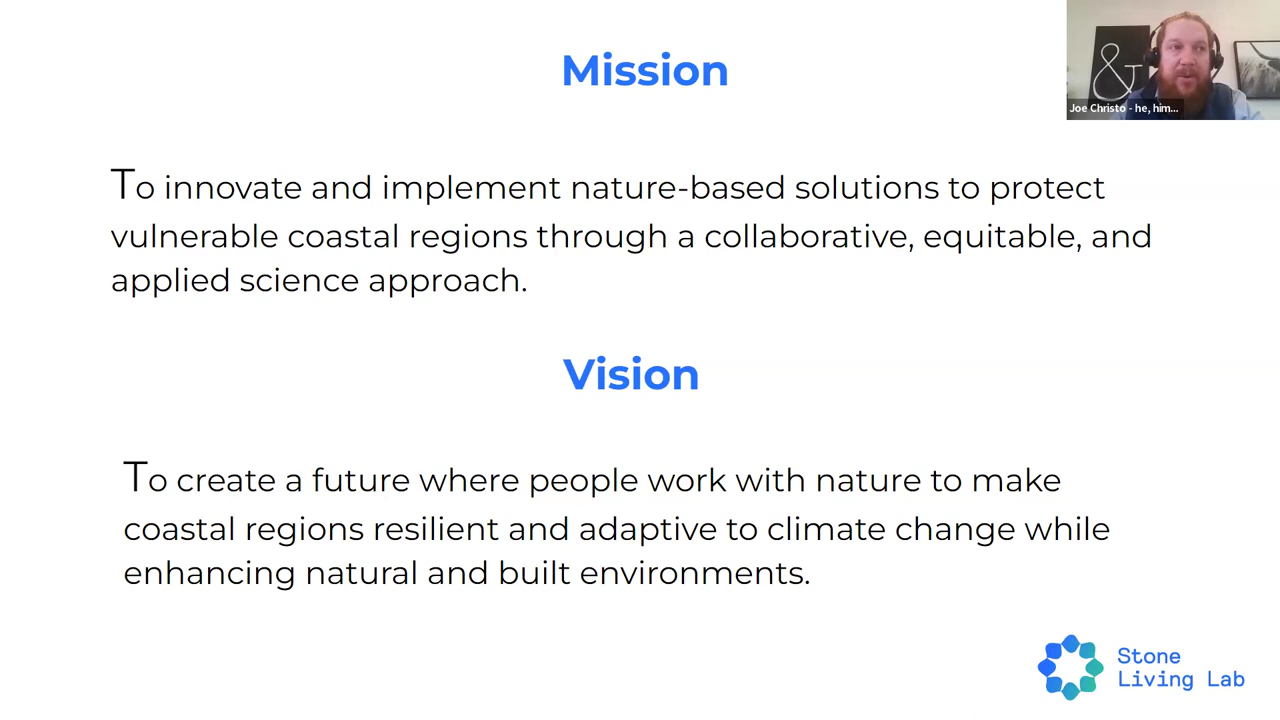 Mission
&
Joe Christo - he, him...
To innovate and implement nature-based solutions to protect
vulnerable coastal regions through a collaborative, equitable, and
applied science approach.
Vision
To create a future where people work with nature to make
coastal regions resilient and adaptive to climate change while
enhancing natural and built environments.
Stone
Living Lab